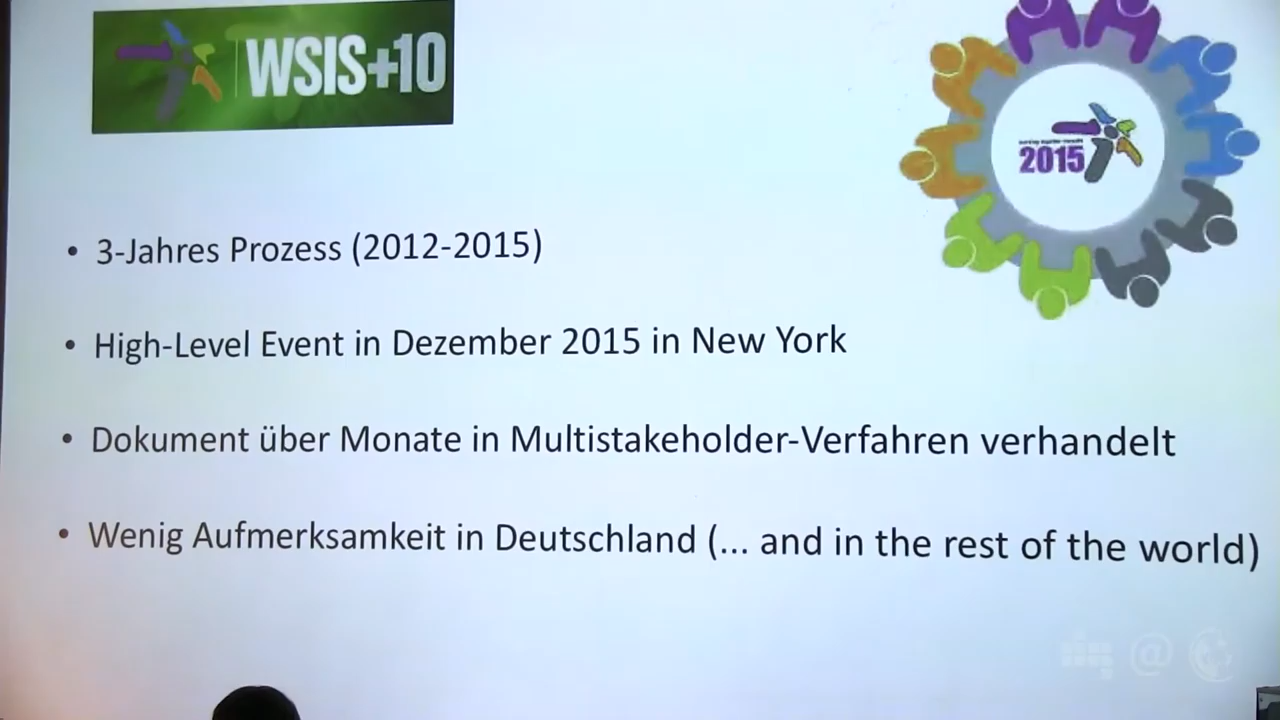 WSIS+10
2015
• 3-Jahres Prozess (2012-2015)
• High-Level Event in Dezember 2015 in New York
• Dokument über Monate in Multistakeholder-Verfahren verhandelt
• Wenig Aufmerksamkeit in Deutschland (... and in the rest of the world)
@